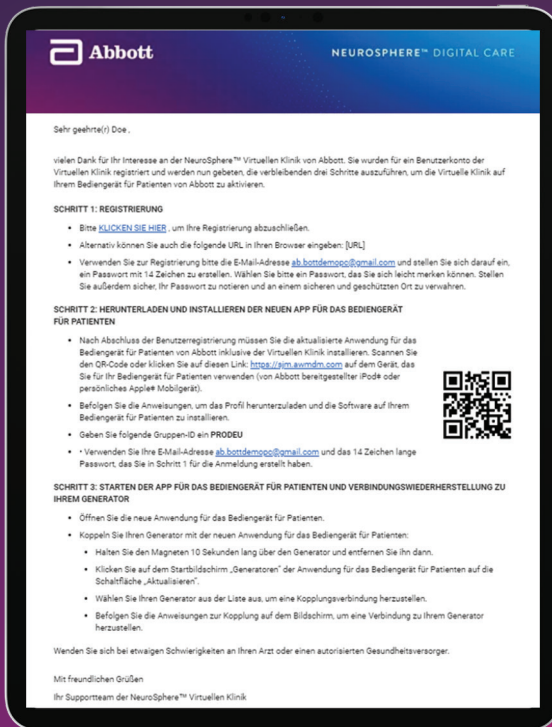 Abbott
NEUROSPHERE™ DIGITAL CARE
Sehr geehrte(r) Doe ,
vielen Dank für Ihr Interesse an der NeuroSphere™ Virtuellen Klinik von Abbott. Sie wurden für ein Benutzerkonto der
Virtuellen Klinik registriert und werden nun gebeten, die verbleibenden drei Schritte auszuführen, um die Virtuelle Klinik auf
Ihrem Bediengerät für Patienten von Abbott zu aktivieren.
SCHRITT 1: REGISTRIERUNG
• Bitte KLICKEN SIE HIER , um Ihre Registrierung abzuschließen.
• Alternativ können Sie auch die folgende URL in Ihren Browser eingeben: [URL]
• Verwenden Sie zur Registrierung bitte die E-Mail-Adresse ab.bottdemopc@gmail.com und stellen Sie sich darauf ein,
ein Passwort mit 14 Zeichen zu erstellen. Wählen Sie bitte ein Passwort, das Sie sich leicht merken können. Stellen
Sie außerdem sicher, Ihr Passwort zu notieren und an einem sicheren und geschützten Ort zu verwahren.
SCHRITT 2: HERUNTERLADEN UND INSTALLIEREN DER NEUEN APP FÜR DAS BEDIENGERÄT
FÜR PATIENTEN
• Nach Abschluss der Benutzerregistrierung müssen Sie die aktualisierte Anwendung für das
Bediengerät für Patienten von Abbott inklusive der Virtuellen Klinik installieren. Scannen Sie
den QR-Code oder klicken Sie auf diesen Link: https://sjm.awmdm.com auf dem Gerät, das
Sie für Ihr Bediengerät für Patienten verwenden (von Abbott bereitgestellter iPod® oder
persönliches Apple® Mobilgerät).
• Befolgen Sie die Anweisungen, um das Profil herunterzuladen und die Software auf Ihrem
Bediengerät für Patienten zu installieren.
• Geben Sie folgende Gruppen-ID ein PRODEU
• • Verwenden Sie Ihre E-Mail-Adresse ab.bottdemopc@gmail.com und das 14 Zeichen lange
Passwort, das Sie in Schritt 1 für die Anmeldung erstellt haben.
SCHRITT 3: STARTEN DER APP FÜR DAS BEDIENGERÄT FÜR PATIENTEN UND VERBINDUNGSWIEDERHERSTELLUNG ZU
IHREM GENERATOR
• Öffnen Sie die neue Anwendung für das Bediengerät für Patienten.
• Koppeln Sie Ihren Generator mit der neuen Anwendung für das Bediengerät für Patienten:
• Halten Sie den Magneten 10 Sekunden lang über den Generator und entfernen Sie ihn dann.
• Klicken Sie auf dem Startbildschirm „Generatoren" der Anwendung für das Bediengerät für Patienten auf die
Schaltfläche „Aktualisieren".
• Wählen Sie Ihren Generator aus der Liste aus, um eine Kopplungsverbindung herzustellen.
• Befolgen Sie die Anweisungen zur Kopplung auf dem Bildschirm, um eine Verbindung zu Ihrem Generator
herzustellen.
Wenden Sie sich bei etwaigen Schwierigkeiten an Ihren Arzt oder einen autorisierten Gesundheitsversorger.
Mit freundlichen Grüßen
Ihr Supportteam der NeuroSphere™ Virtuellen Klinik